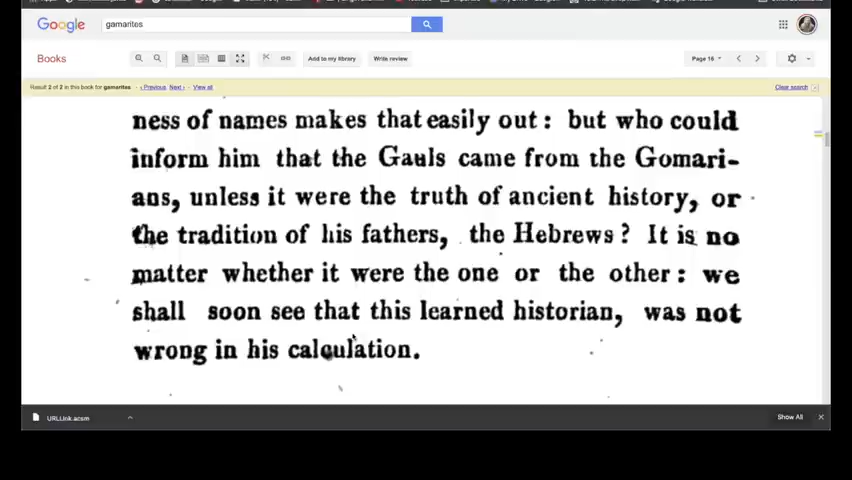 Google gamarites
Books Add to my library Write review Page 16
Result 2 of 2 in this book for gamarites - ‹ Previous Next › - View all Clear search
ness of names makes that easily out : but who could
inform him that the Gauls came from the Gomari-
ans, unless it were the truth of ancient history, or
the tradition of his fathers, the Hebrews? It is no
matter whether it were the one or the other : we
shall soon see that this learned historian, was not
wrong in his calculation.
URLLink.acsm Show All